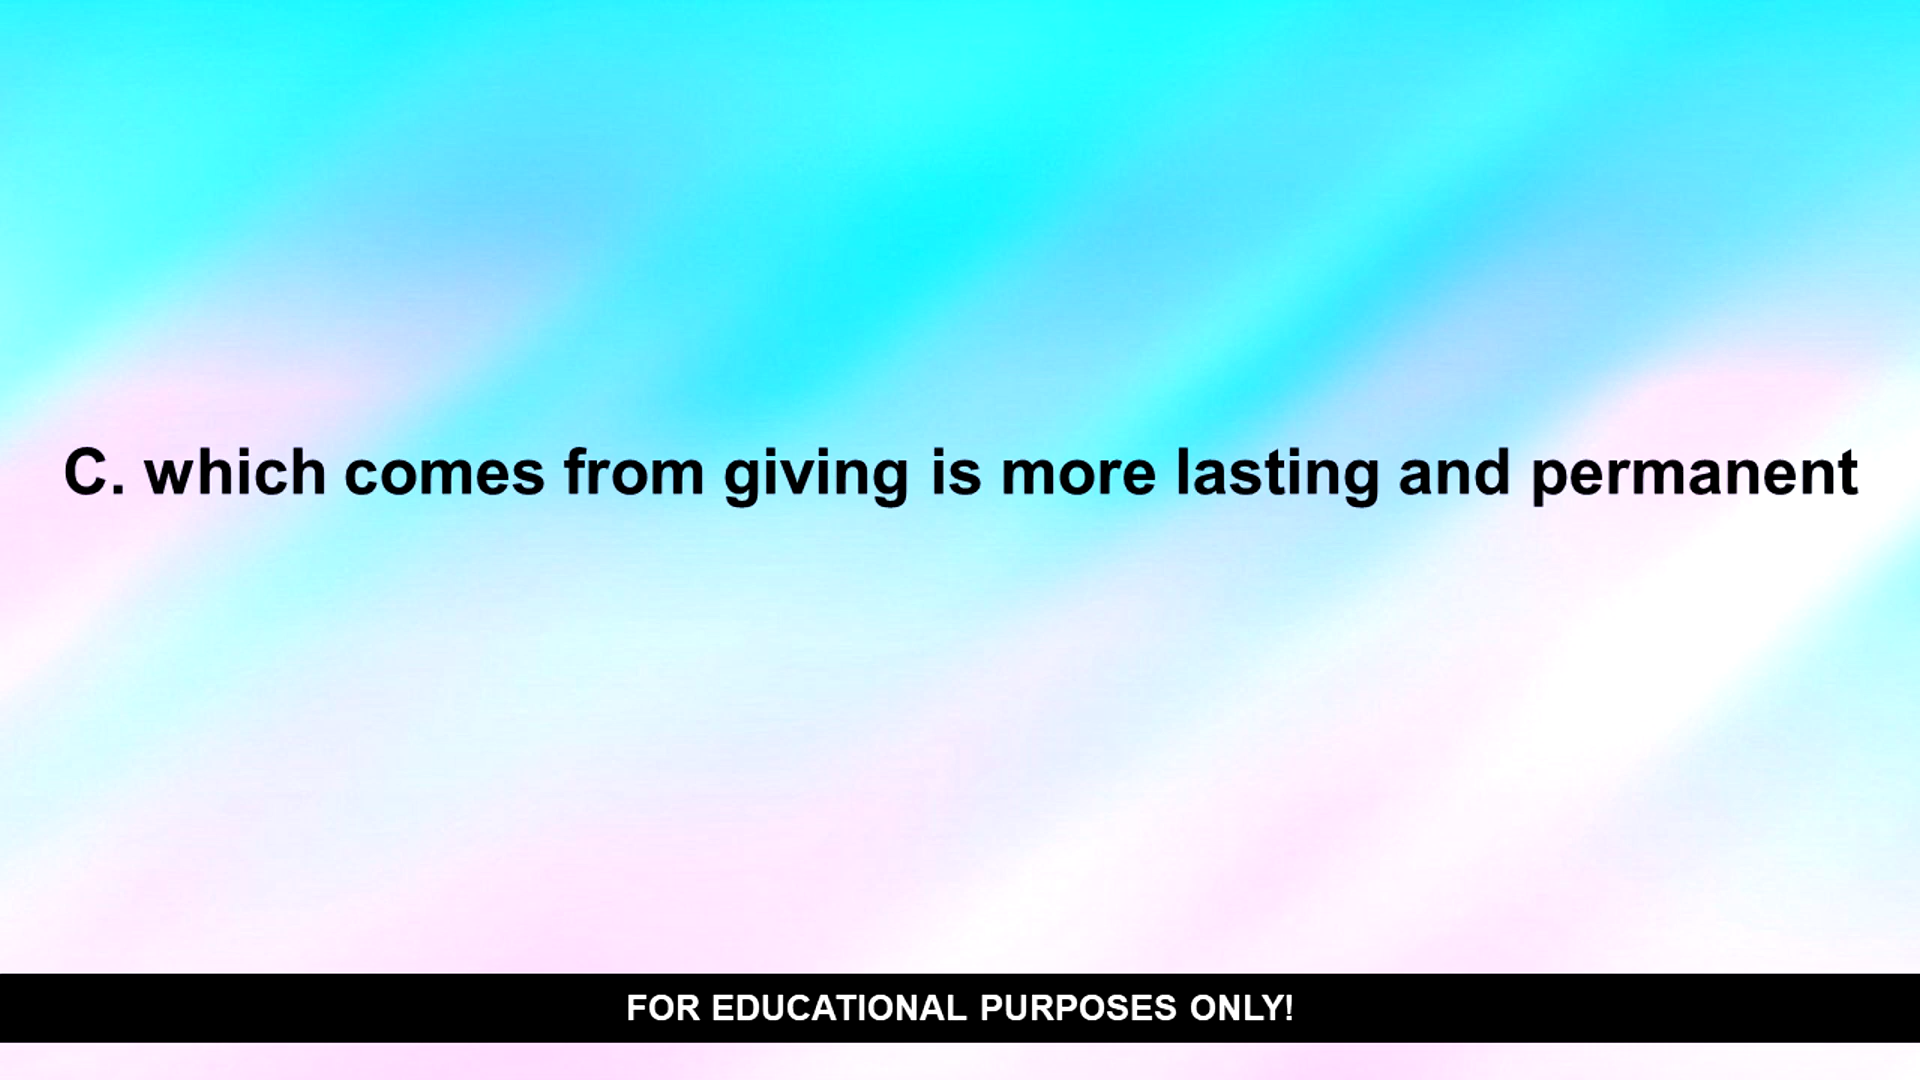 C. which comes from giving is more lasting and permanent
FOR EDUCATIONAL PURPOSES ONLY!